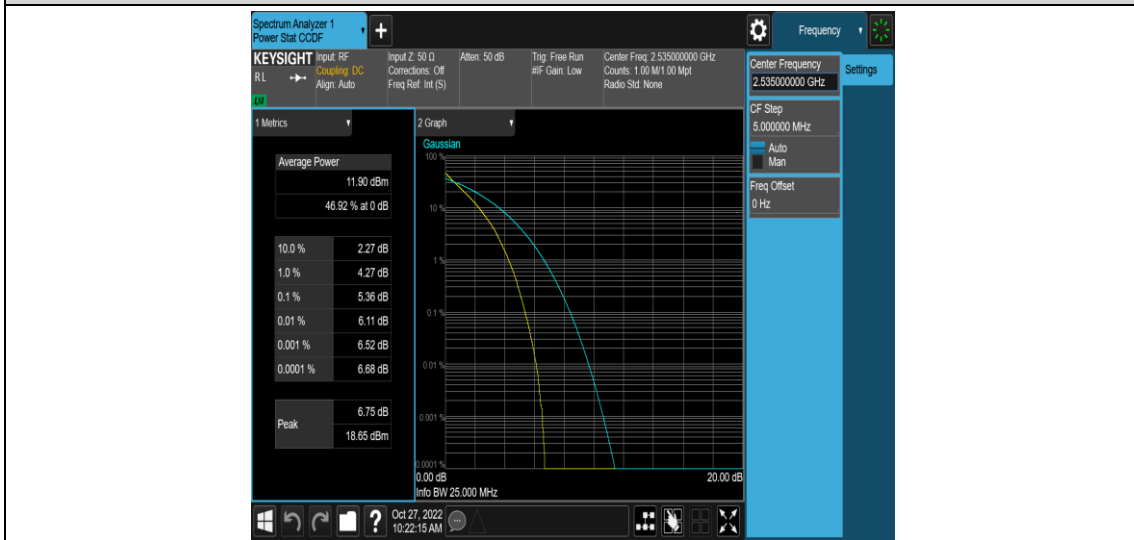 Spectrum Analyzer 1
Power Stat CCDF
+
Frequency
KEYSIGHT
RL
LXI
Input: RF
Coupling: DC
Align: Auto
Input Z: 50 Ω
Corrections: Off
Freq Ref: Int (S)
Atten: 50 dB
Trig: Free Run
#IF Gain: Low
Center Freq: 2.535000000 GHz
Counts: 1.00 M/1.00 Mpt
Radio Std: None
Center Frequency
2.535000000 GHz
Settings
CF Step
5.000000 MHz
Auto
Man
Freq Offset
0 Hz
1 Metrics
Average Power
11.90 dBm
46.92 % at 0 dB
10.0 % 2.27 dB
1.0 % 4.27 dB
0.1 % 5.36 dB
0.01 % 6.11 dB
0.001 % 6.52 dB
0.0001 % 6.68 dB
Peak
6.75 dB
18.65 dBm
2 Graph
Gaussian
100 %
10 %
1 %
0.1 %
0.01 %
0.001 %
0.0001 %
0.00 dB 20.00 dB
Info BW 25.000 MHz
?
Oct 27, 2022
10:22:15 AM